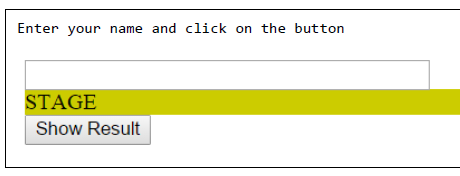 Enter your name and click on the button
STAGE
Show Result